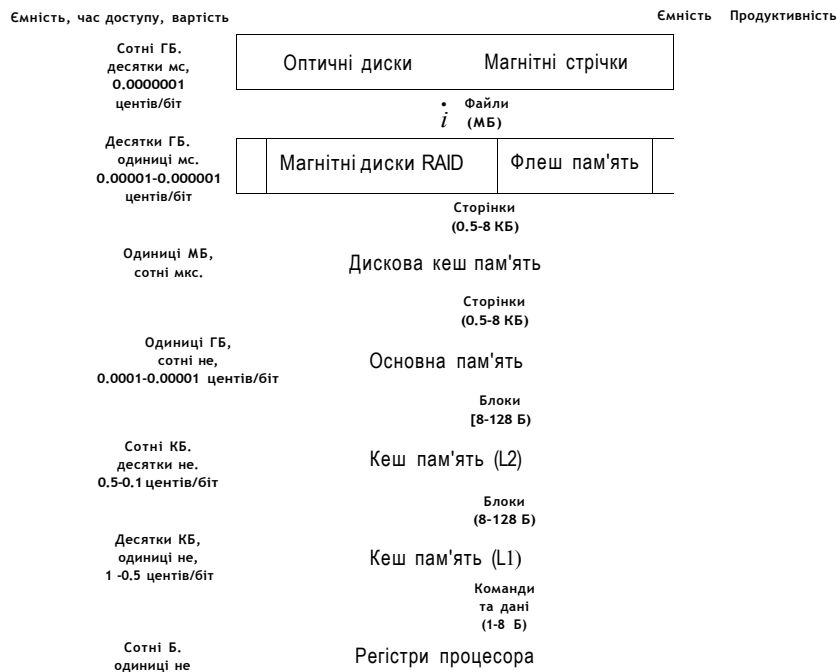 Ємність, час доступу, вартість
Ємність Продуктивність
Сотні ГБ.
десятки мс,
0.0000001
центів/біт
Оптичні диски Магнітні стрічки
• Файли
i (МБ)
Десятки ГБ.
одиниці мс.
0.00001-0.000001
центів/біт
Магнітні диски RAID Флеш пам'ять
Сторінки
(0.5-8 КБ)
Одиниці МБ,
сотні мкс.
Дискова кеш пам'ять
Сторінки
(0.5-8 КБ)
Одиниці ГБ,
сотні не,
0.0001-0.00001 центів/біт
Основна пам'ять
Блоки
[8-128 Б)
Сотні КБ.
десятки не.
0.5-0.1 центів/біт
Кеш пам'ять (L2)
Блоки
(8-128 Б)
Десятки КБ,
одиниці не,
1 -0.5 центів/біт
Кеш пам'ять (L1)
Команди
та дані
(1-8 Б)
Сотні Б.
одиниці не
Регістри процесора